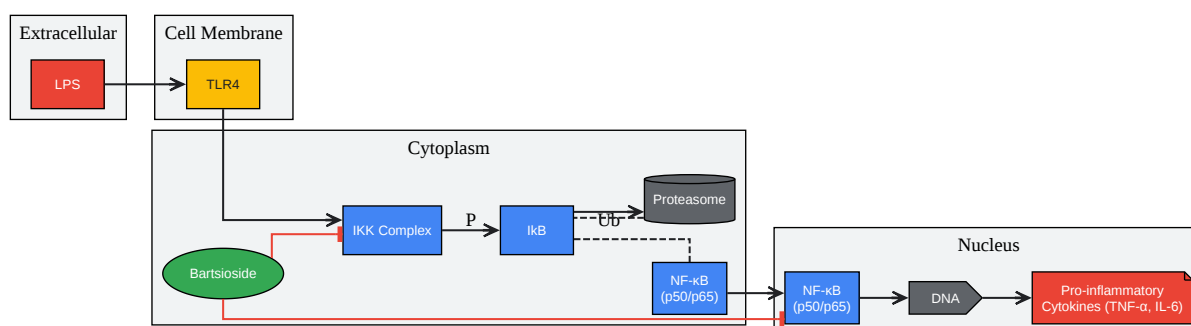 Extracellular
LPS
Cell Membrane
TLR4
Cytoplasm
IKK Complex
P
IkB
Ub
Proteasome
Bartsioside
NF-κB
(p50/p65)
Nucleus
NF-κB
(p50/p65)
DNA
Pro-inflammatory
Cytokines (TNF-α, IL-6)